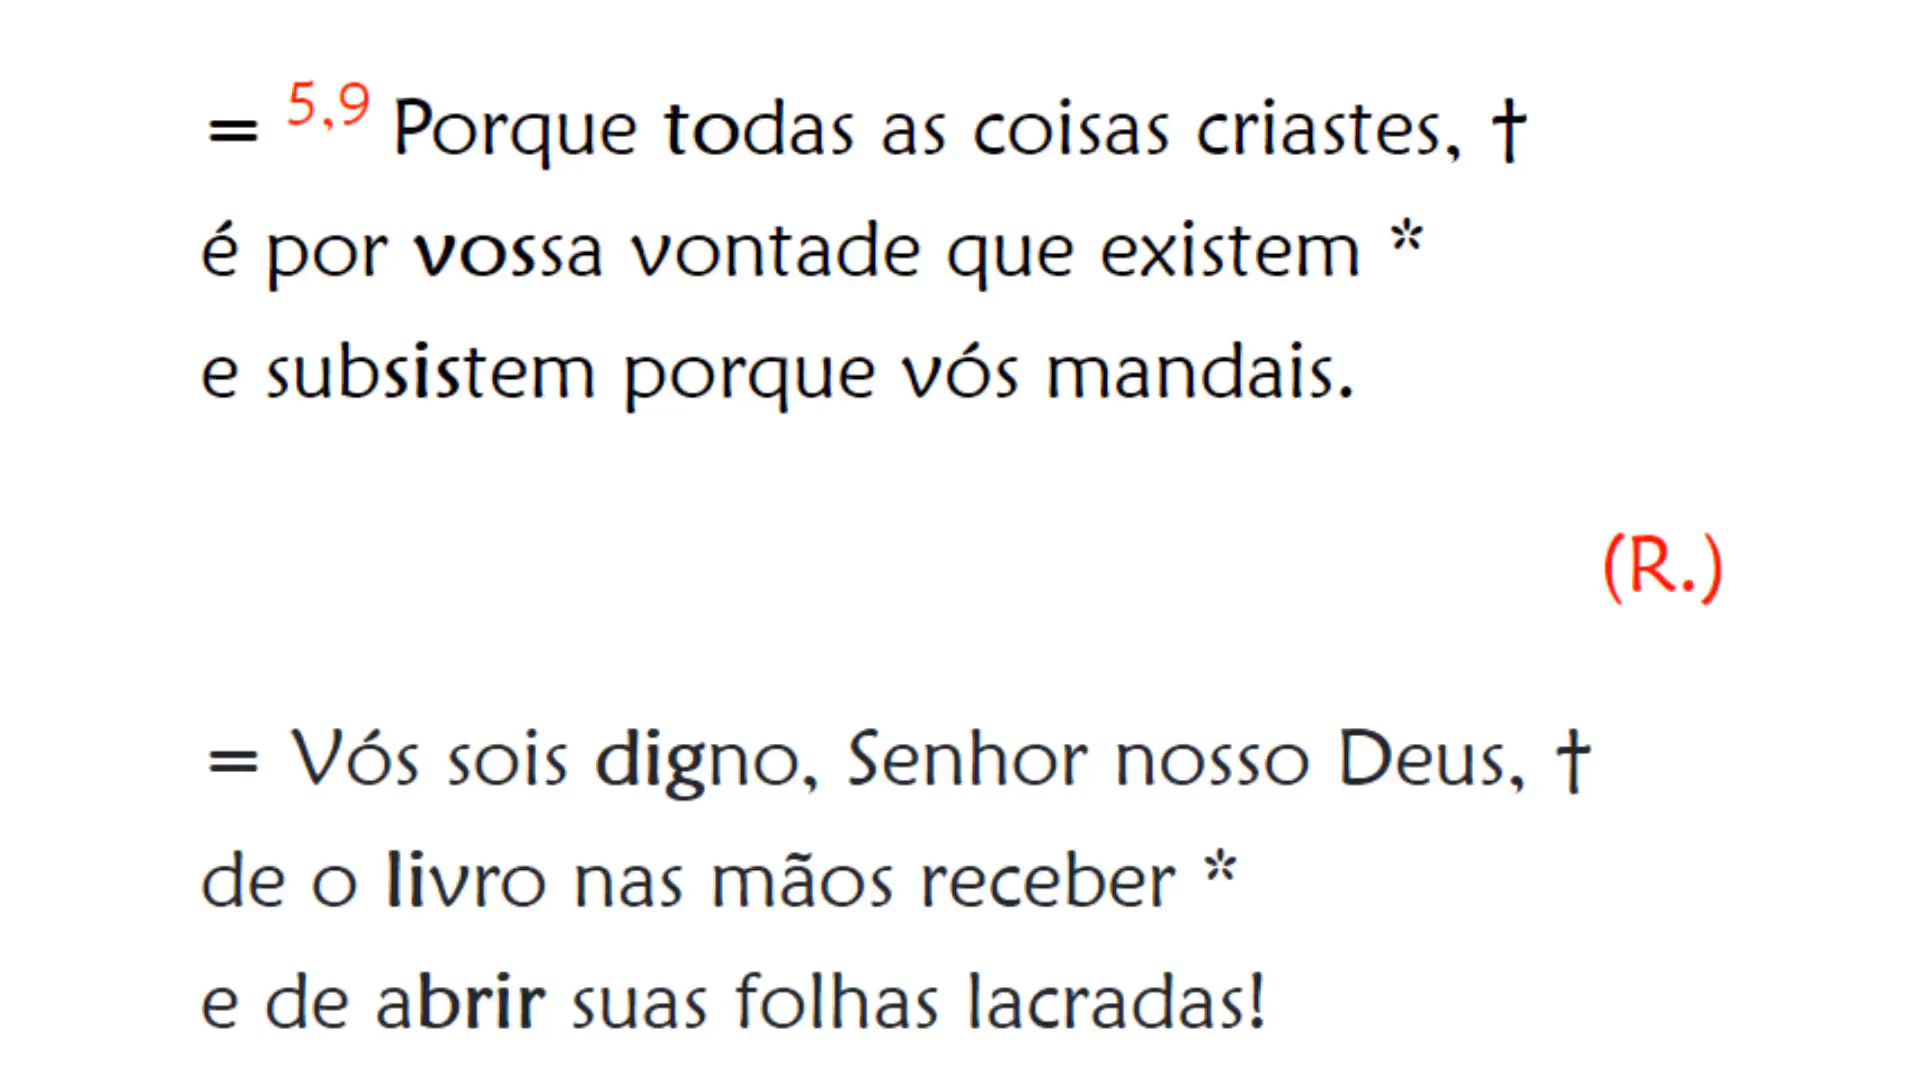 = 5,9 Porque todas as coisas criastes, †
é por vossa vontade que existem *
e subsistem porque vós mandais.
(R.)
= Vós sois digno, Senhor nosso Deus, †
de o livro nas mãos receber *
e de abrir suas folhas lacradas!